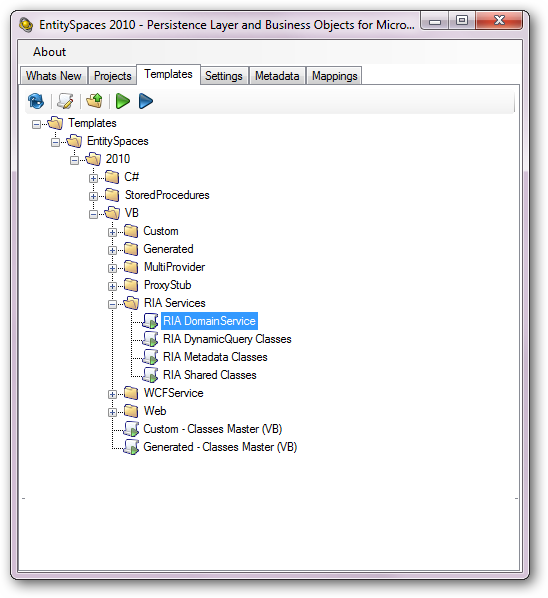 EntitySpaces 2010 - Persistence Layer and Business Objects for Micro...
About
Whats New Projects Templates Settings Metadata Mappings
Templates
EntitySpaces
2010
C#
StoredProcedures
VB
Custom
Generated
MultiProvider
ProxyStub
RIA Services
RIA DomainService
RIA DynamicQuery Classes
RIA Metadata Classes
RIA Shared Classes
WCFService
Web
Custom - Classes Master (VB)
Generated - Classes Master (VB)